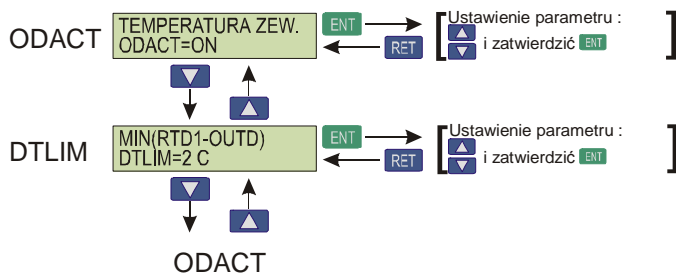 ODACT
TEMPERATURA ZEW.
ODACT=ON
ENT
RET
Ustawienie parametru :
i zatwierdzić ENT
DTLIM
MIN(RTD1-OUTD)
DTLIM=2 C
ENT
RET
Ustawienie parametru :
i zatwierdzić ENT
ODACT